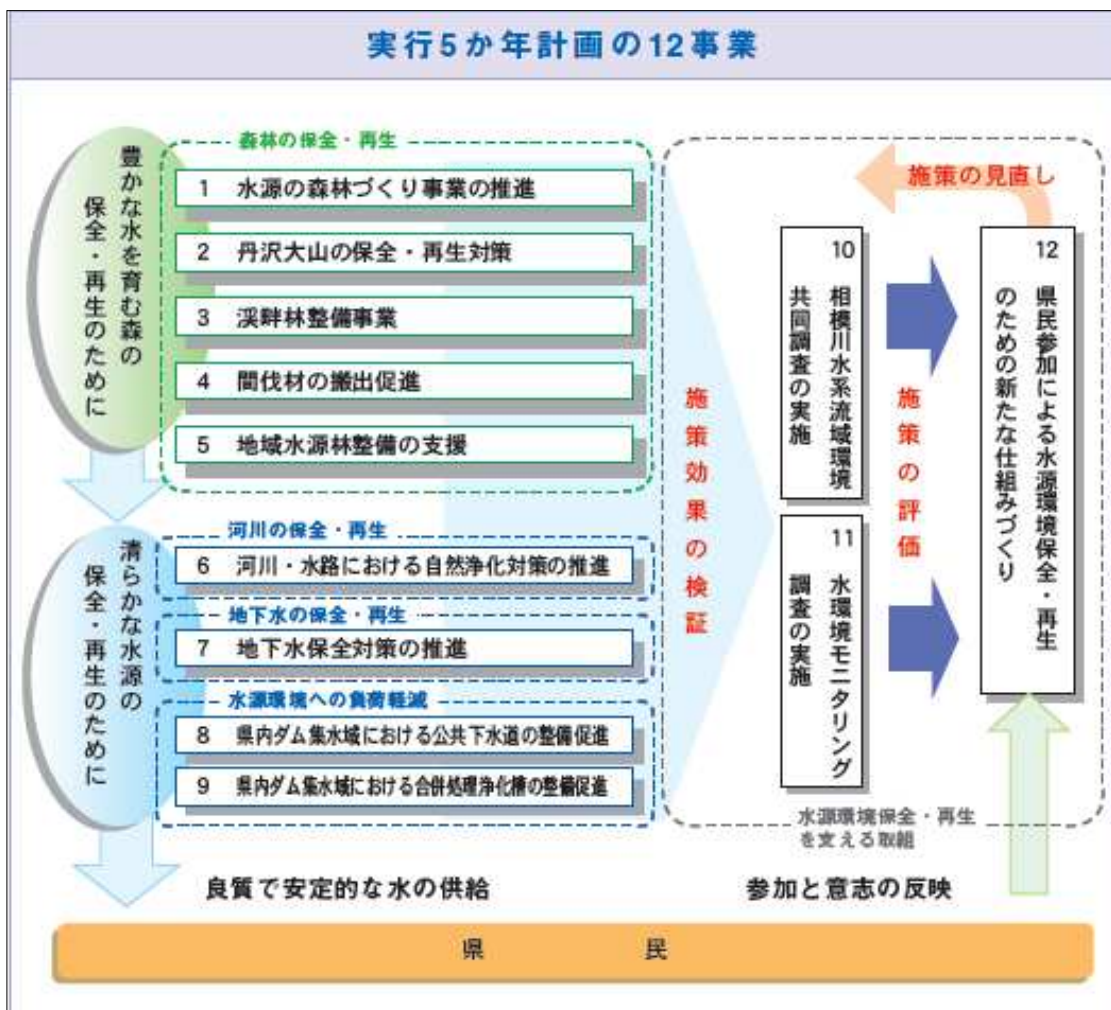 実行5か年計画の12事業
豊かな水を育む森の
保全・再生のために
森林の保全・再生
1 水源の森林づくり事業の推進
2 丹沢大山の保全・再生対策
3 渓畔林整備事業
4 間伐材の搬出促進
5 地域水源林整備の支援
清らかな水源の
保全・再生のために
河川の保全・再生
6 河川・水路における自然浄化対策の推進
地下水の保全・再生
7 地下水保全対策の推進
水源環境への負荷軽減
8 県内ダム集水域における公共下水道の整備促進
9 県内ダム集水域における合併処理浄化槽の整備促進
施策効果の検証
10 相模川水系流域環境
共同調査の実施
11 水環境モニタリング
調査の実施
施策の評価
施策の見直し
12 県民参加による水源環境保全・再生
のための新たな仕組みづくり
水源環境保全・再生
を支える取組
良質で安定的な水の供給
参加と意志の反映
県民